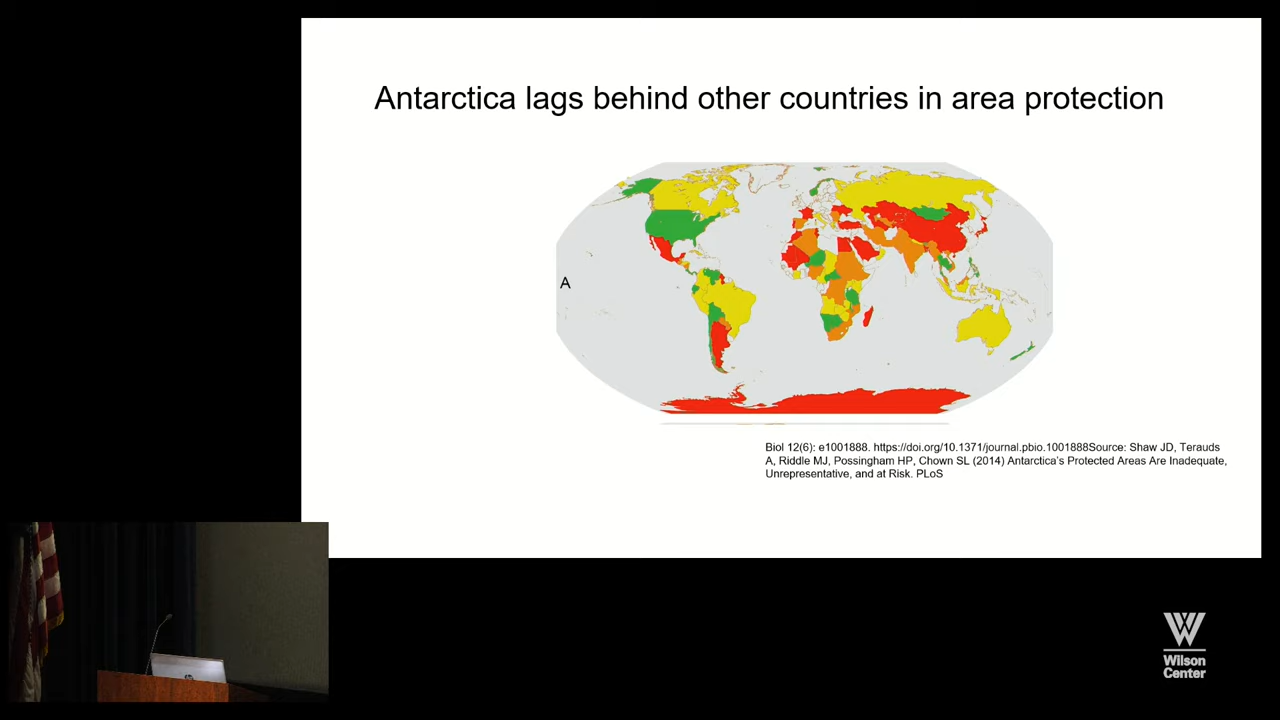 Antarctica lags behind other countries in area protection
A
Biol 12(6): e1001888. https://doi.org/10.1371/journal.pbio.1001888Source: Shaw JD, Terauds
A, Riddle MJ, Possingham HP, Chown SL (2014) Antarctica's Protected Areas Are Inadequate,
Unrepresentative, and at Risk. PLoS
Wilson
Center